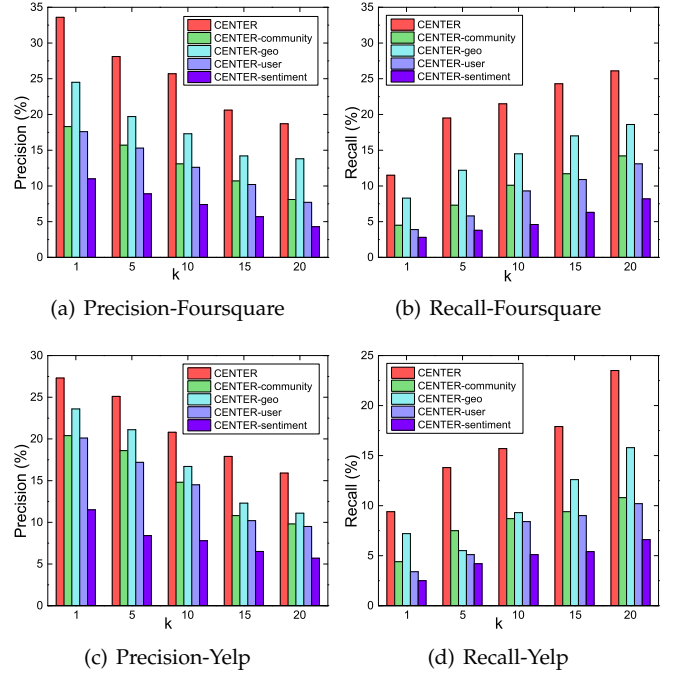 35
30
25
20
15
10
5
0
Precision (%)
CENTER
CENTER-community
CENTER-geo
CENTER-user
CENTER-sentiment
1 5 10 15 20
k
(a) Precision-Foursquare
35
30
25
20
15
10
5
0
Recall (%)
CENTER
CENTER-community
CENTER-geo
CENTER-user
CENTER-sentiment
1 5 10 15 20
k
(b) Recall-Foursquare
30
25
20
15
10
5
0
Precision (%)
CENTER
CENTER-community
CENTER-geo
CENTER-user
CENTER-sentiment
1 5 10 15 20
k
(c) Precision-Yelp
25
20
15
10
5
0
Recall (%)
CENTER
CENTER-community
CENTER-geo
CENTER-user
CENTER-sentiment
1 5 10 15 20
k
(d) Recall-Yelp